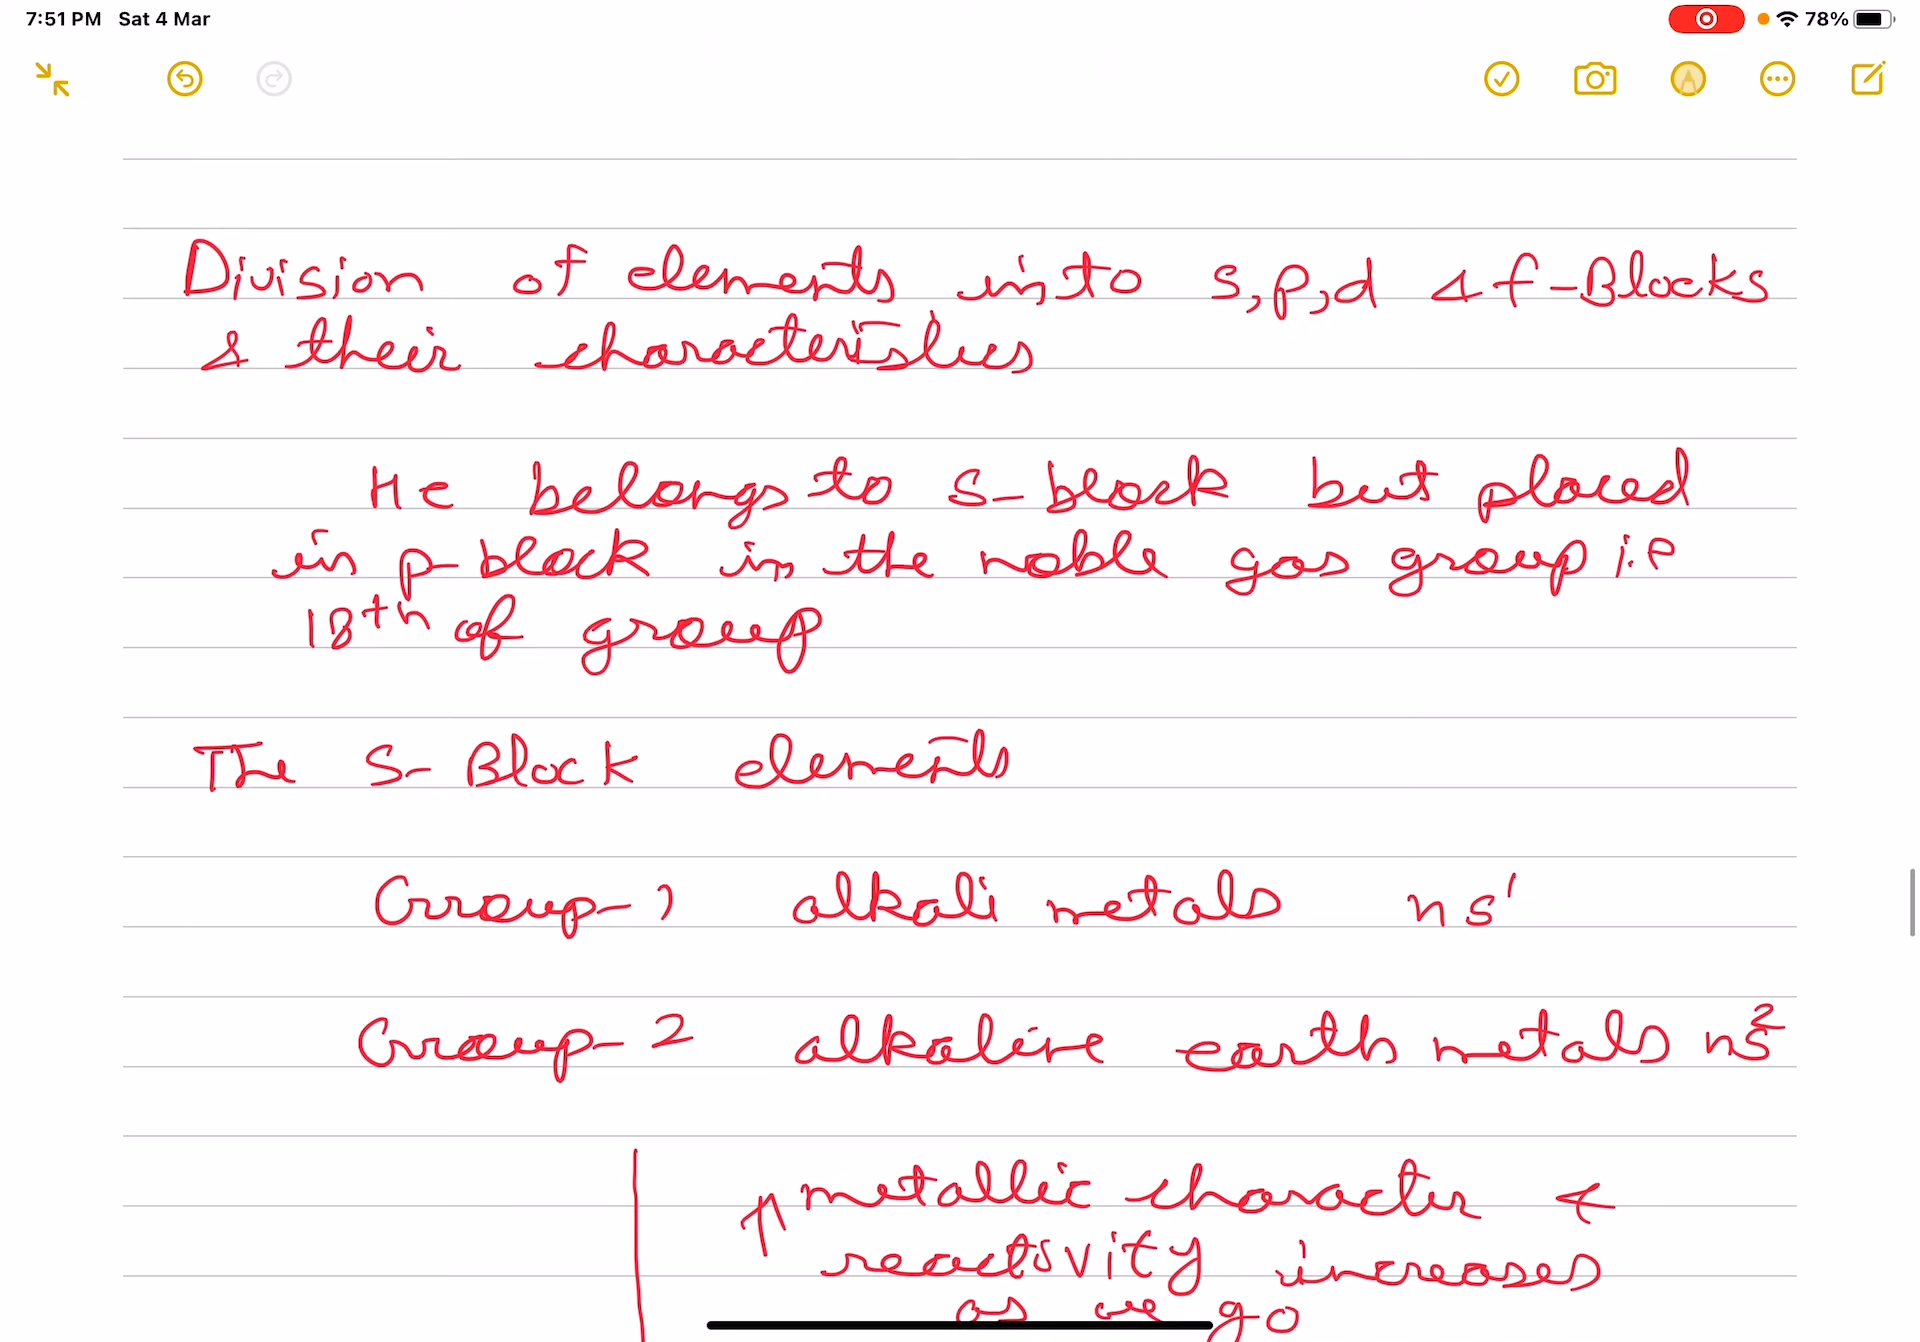 7:51 PM Sat 4 Mar
78%
Division of elements into s,p,d & f-Blocks
& their characteristics
He belongs to s-block but placed
in p-block in the noble gas group i.e
18th of group
The S-Block elements
Group-1 alkali metals ns¹
Group-2 alkaline earth metals ns²
↑ metallic character &
reactivity increases
as we go